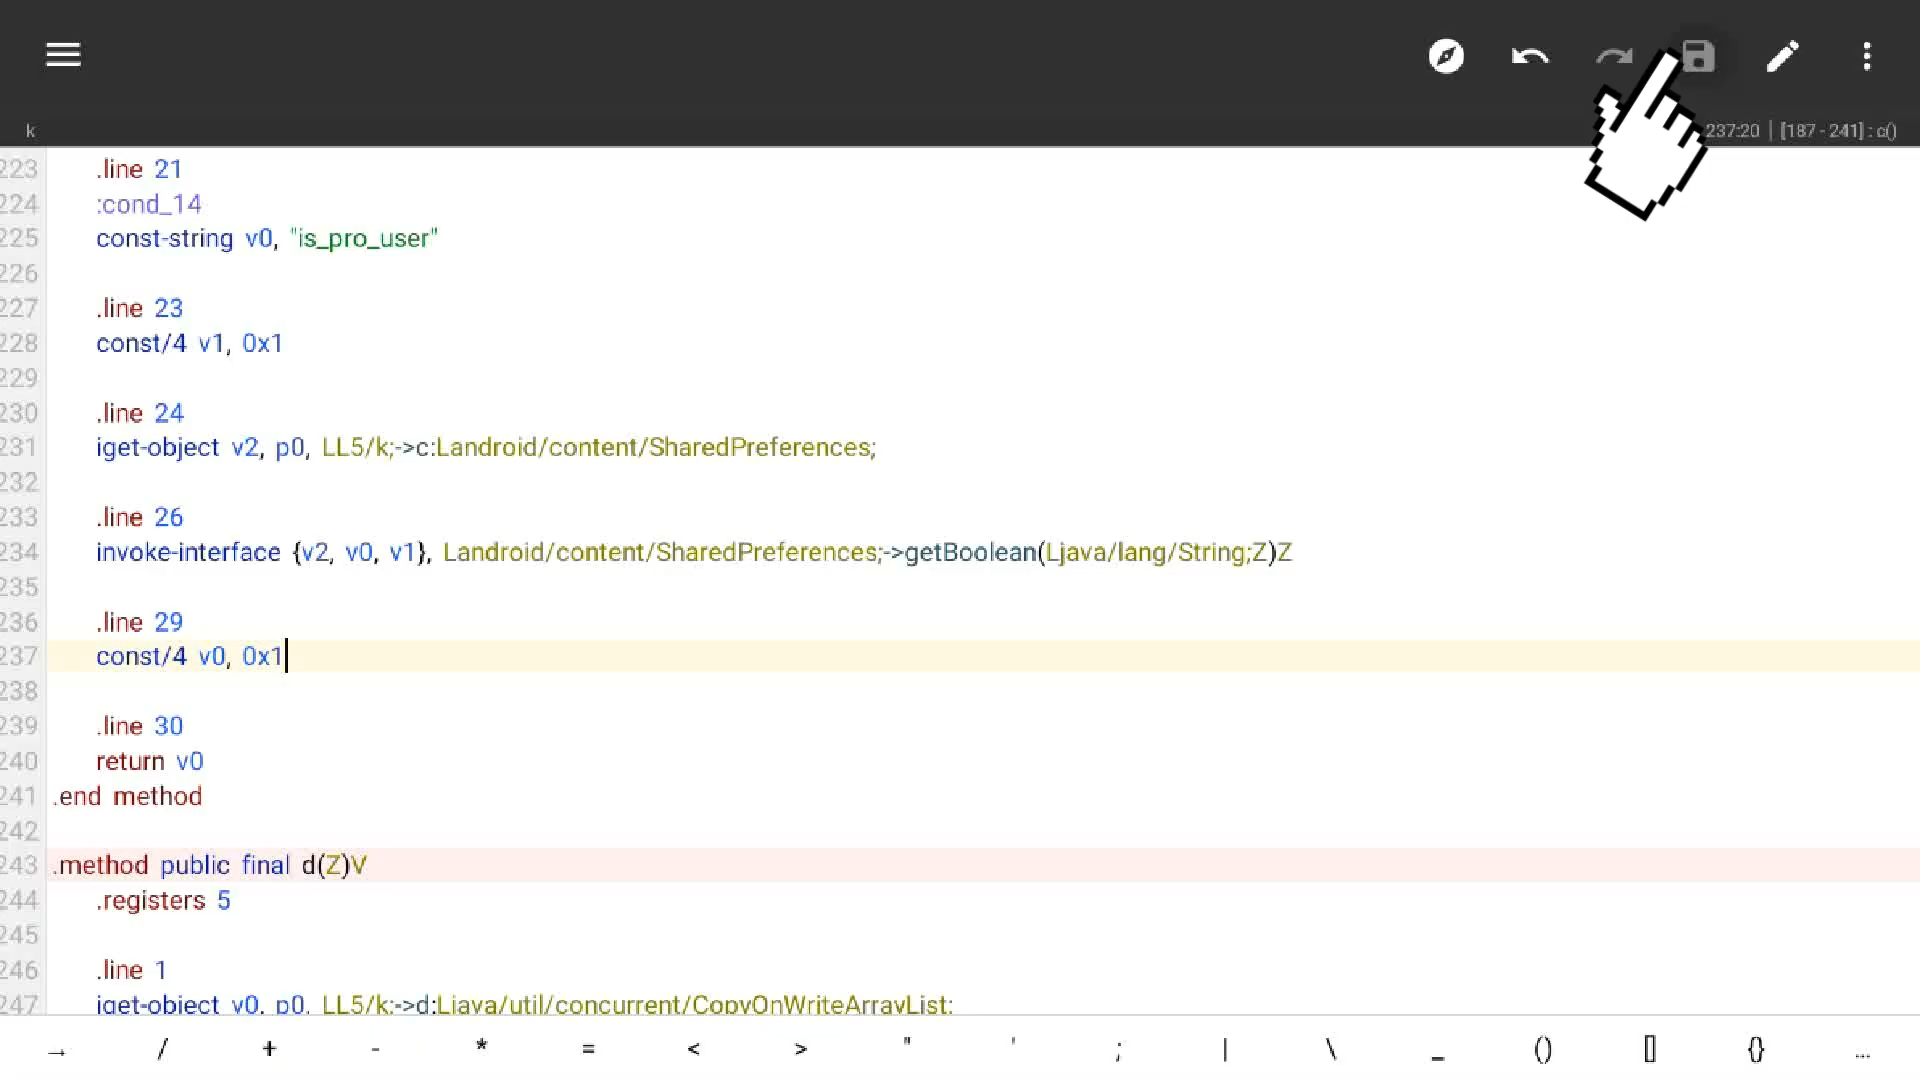 k
237:20 | [187 - 241] : c()
223 .line 21
224 :cond_14
225 const-string v0, "is_pro_user"
226
227 .line 23
228 const/4 v1, 0x1
229
230 .line 24
231 iget-object v2, p0, LL5/k;->c:Landroid/content/SharedPreferences;
232
233 .line 26
234 invoke-interface {v2, v0, v1}, Landroid/content/SharedPreferences;->getBoolean(Ljava/lang/String;Z)Z
235
236 .line 29
237 const/4 v0, 0x1
238
239 .line 30
240 return v0
241 .end method
242
243 .method public final d(Z)V
244 .registers 5
245
246 .line 1
247 iget-object v0, p0, LL5/k;->d:Ljava/util/concurrent/CopyOnWriteArrayList;
→ / + - * = < > " ' ; | \ _ () [] {} ...